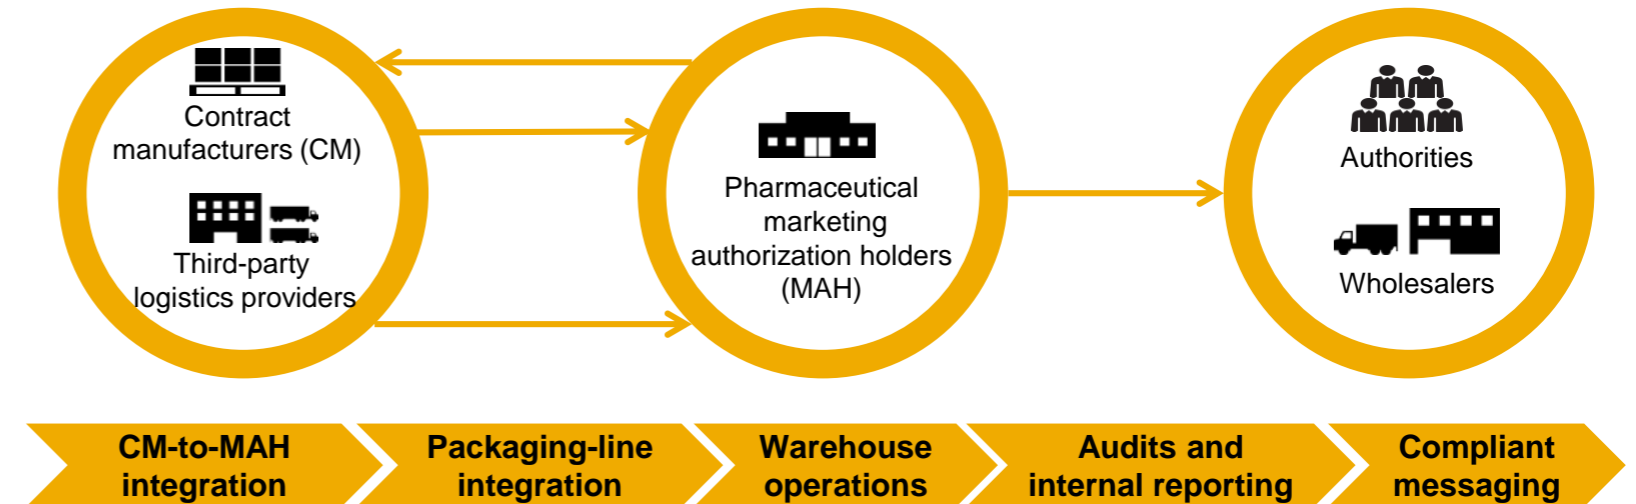 Contract
manufacturers (CM)
Third-party
logistics providers
Pharmaceutical
marketing
authorization holders
(MAH)
Authorities
Wholesalers
CM-to-MAH
integration
Packaging-line
integration
Warehouse
operations
Audits and
internal reporting
Compliant
messaging